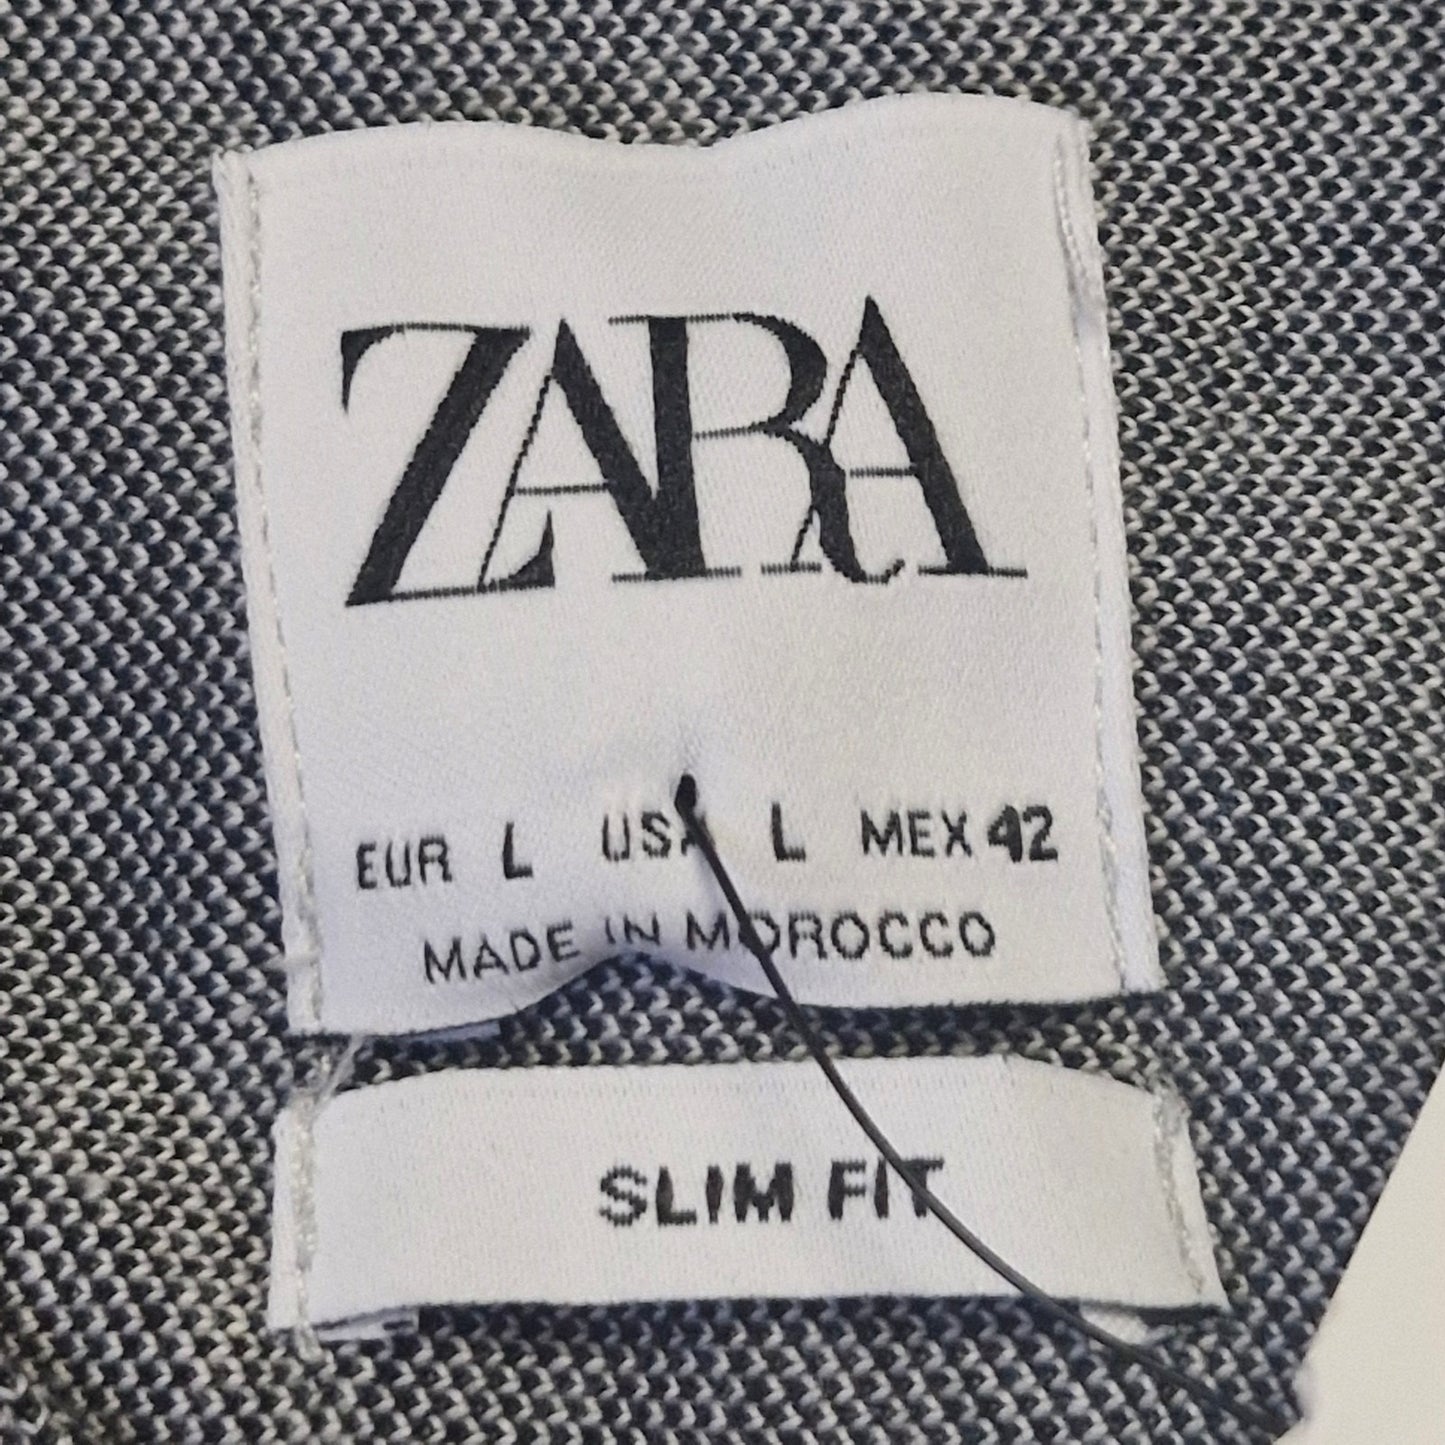 ZARA
EUR L USA L MEX 42
MADE IN MOROCCO
SLIM FIT